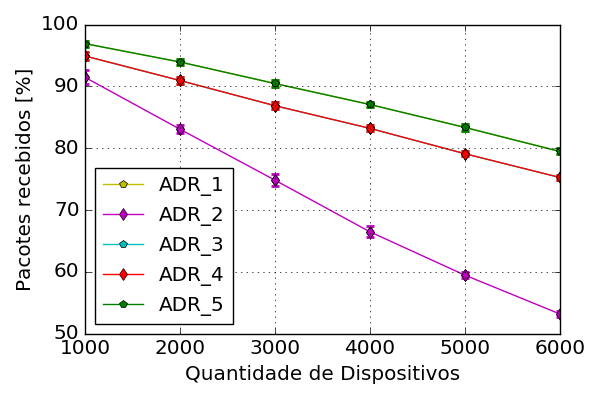 100
90
80
70
60
50
Pacotes recebidos [%]
ADR_1
ADR_2
ADR_3
ADR_4
ADR_5
1000 2000 3000 4000 5000 6000
Quantidade de Dispositivos